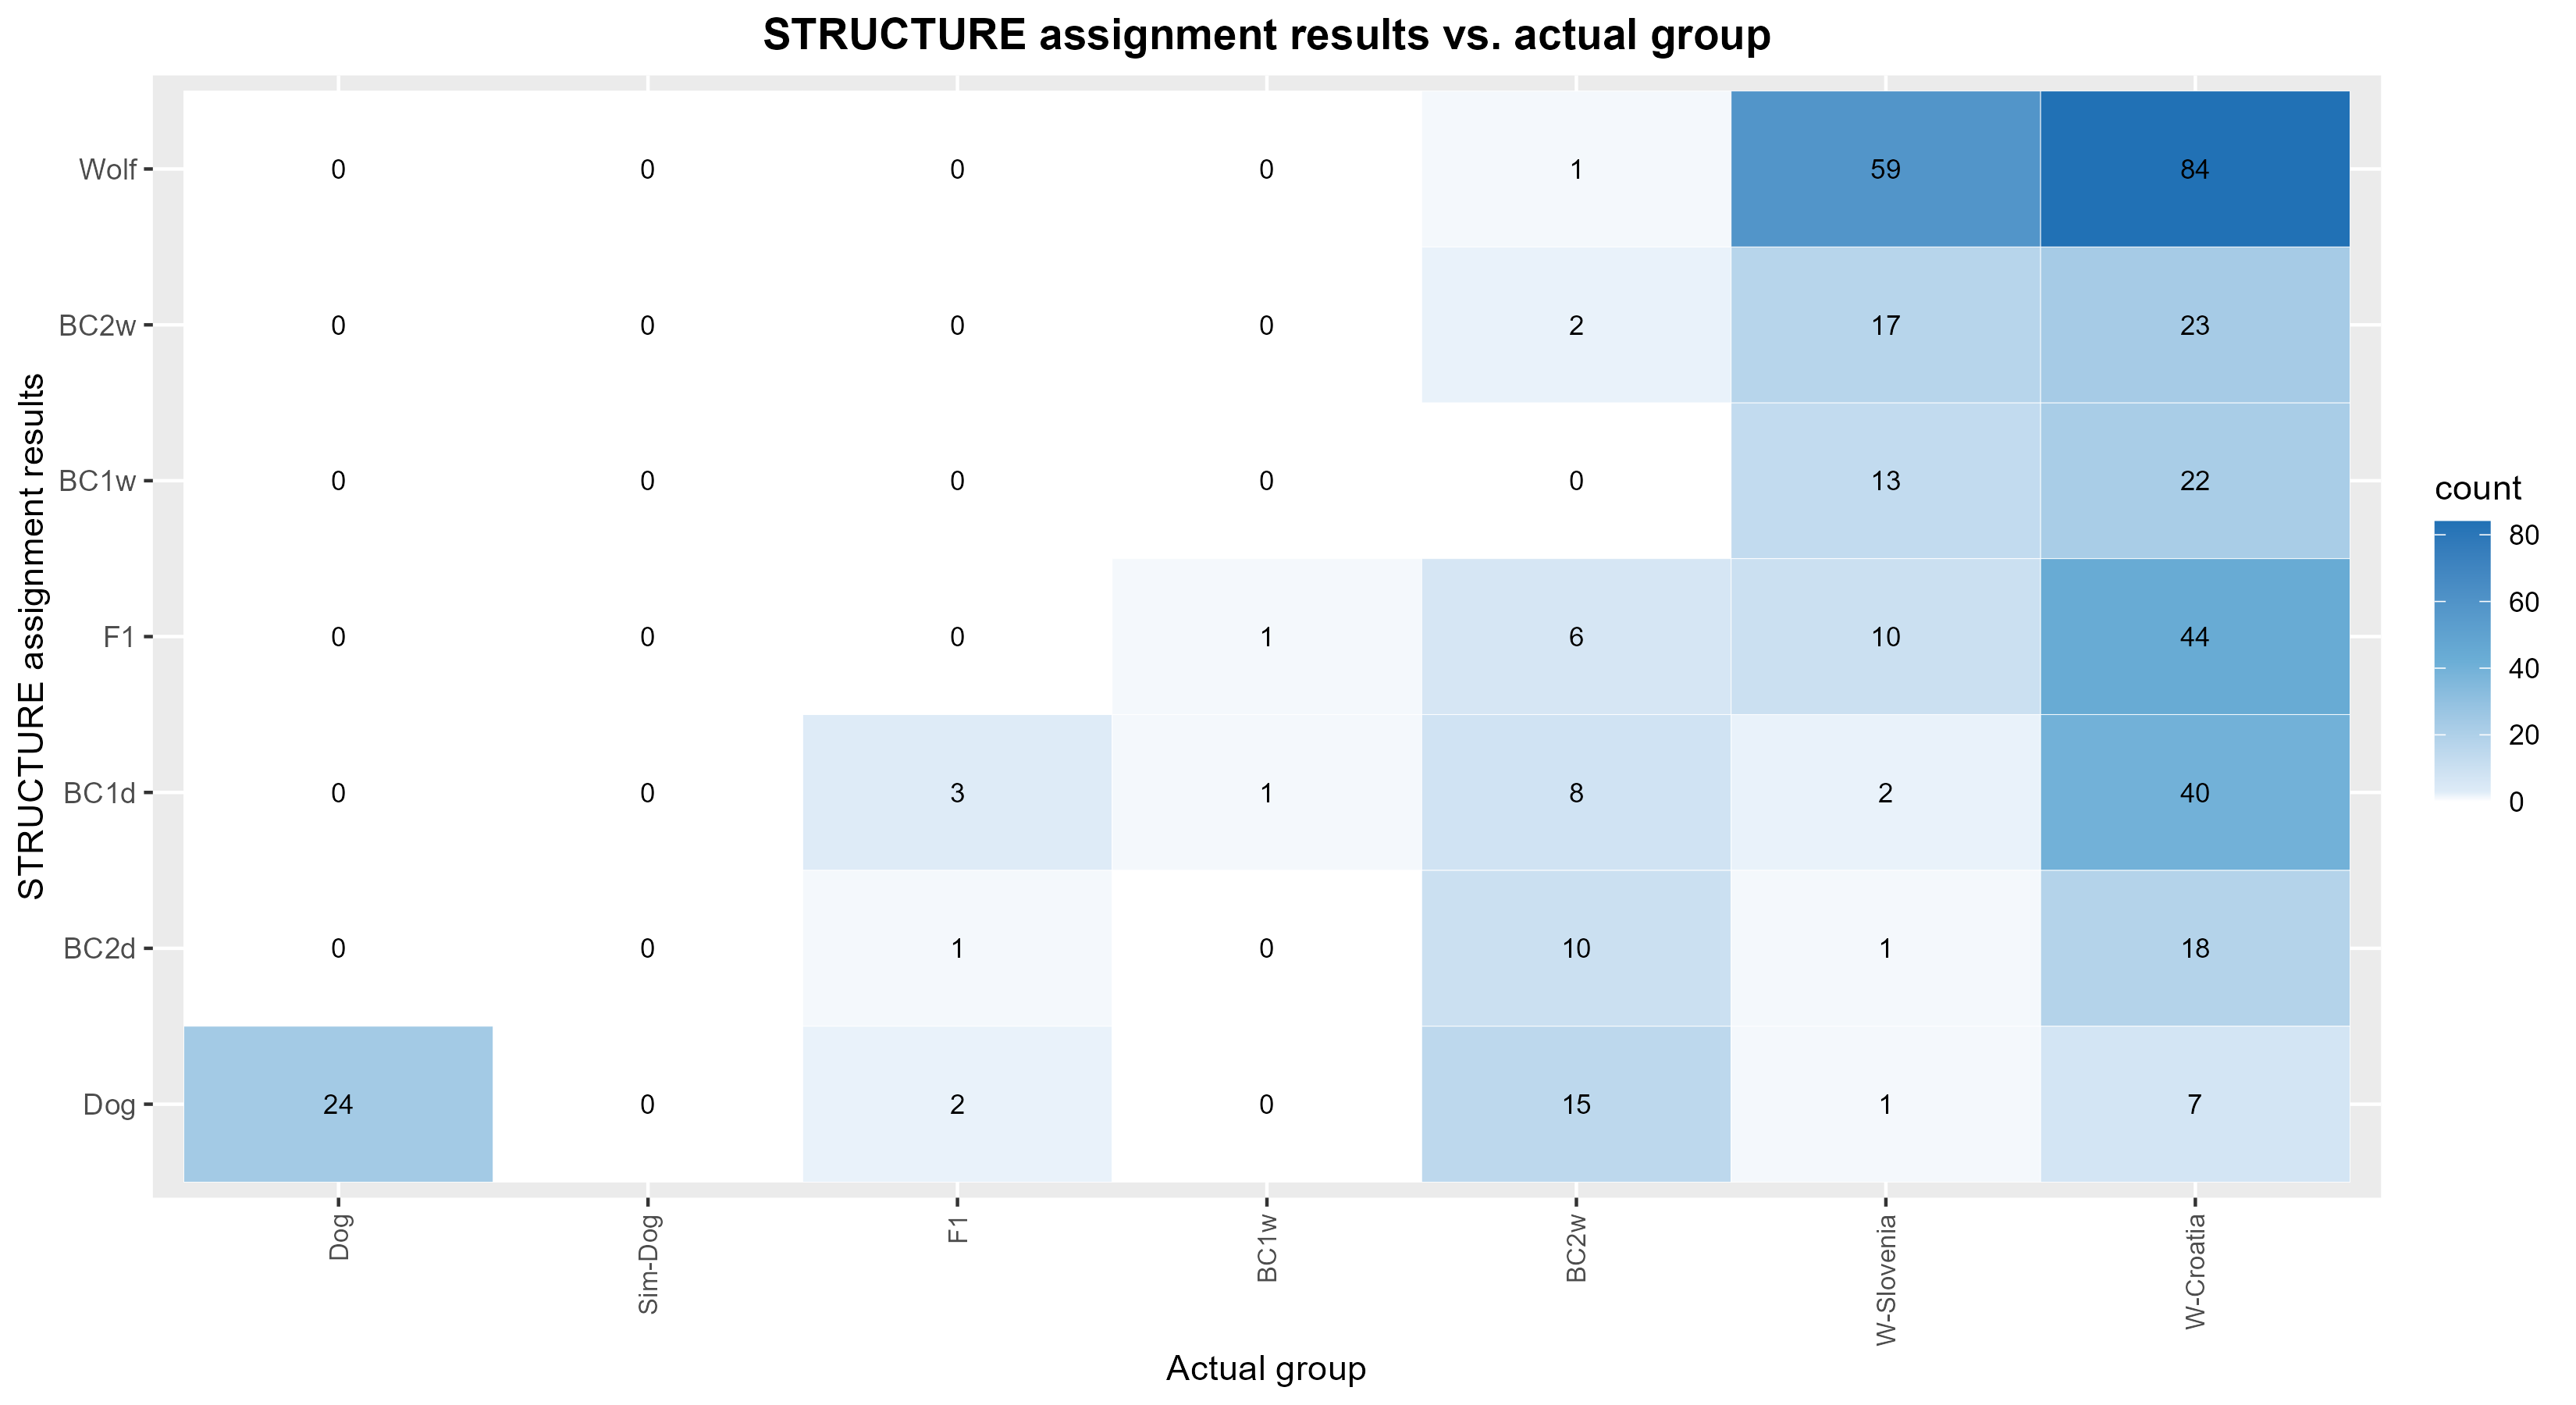 STRUCTURE assignment results vs. actual group
STRUCTURE assignment results
Wolf 0 0 0 0 1 59 84
BC2w 0 0 0 0 2 17 23
BC1w 0 0 0 0 0 13 22
F1 0 0 0 1 6 10 44
BC1d 0 0 3 1 8 2 40
BC2d 0 0 1 0 10 1 18
Dog 24 0 2 0 15 1 7
Dog Sim-Dog F1 BC1w BC2w W-Slovenia W-Croatia
Actual group
count
80
60
40
20
0